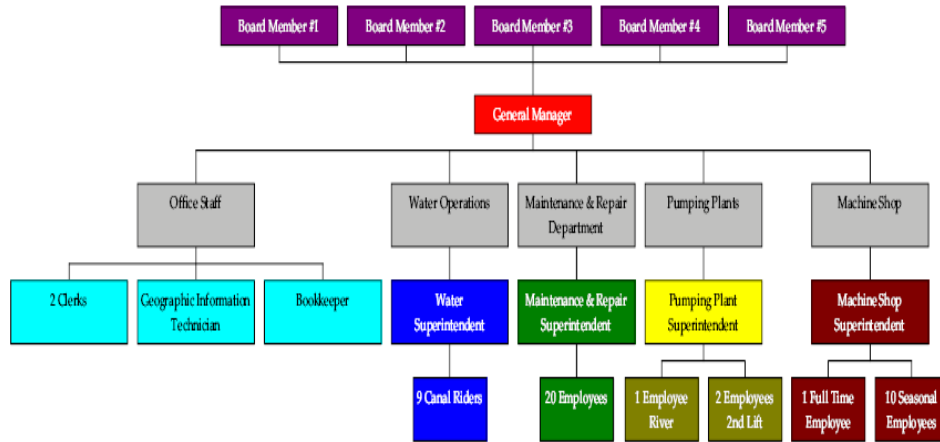 Board Member #1
Board Member #2
Board Member #3
Board Member #4
Board Member #5
General Manager
Office Staff
Water Operations
Maintenance & Repair
Department
Pumping Plants
Machine Shop
2 Clerks
Geographic Information
Technician
Bookkeeper
Water
Superintendent
Maintenance & Repair
Superintendent
Pumping Plant
Superintendent
Machine Shop
Superintendent
9 Canal Riders
20 Employees
1 Employee
River
2 Employees
2nd Lift
1 Full Time
Employee
10 Seasonal
Employees